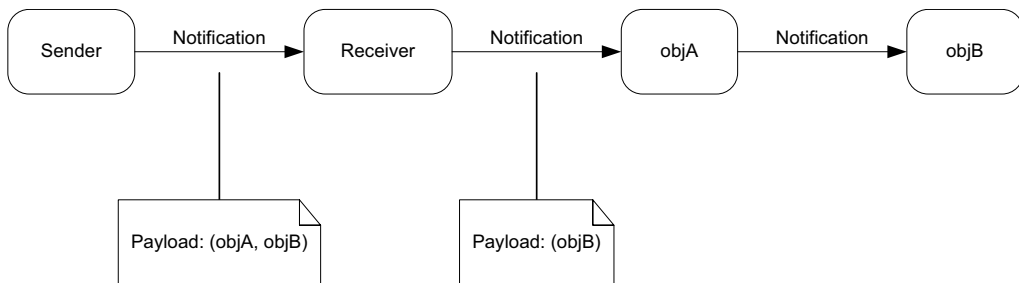 Notification
Notification
Notification
Sender
Receiver
objA
objB
Payload: (objA, objB)
Payload: (objB)